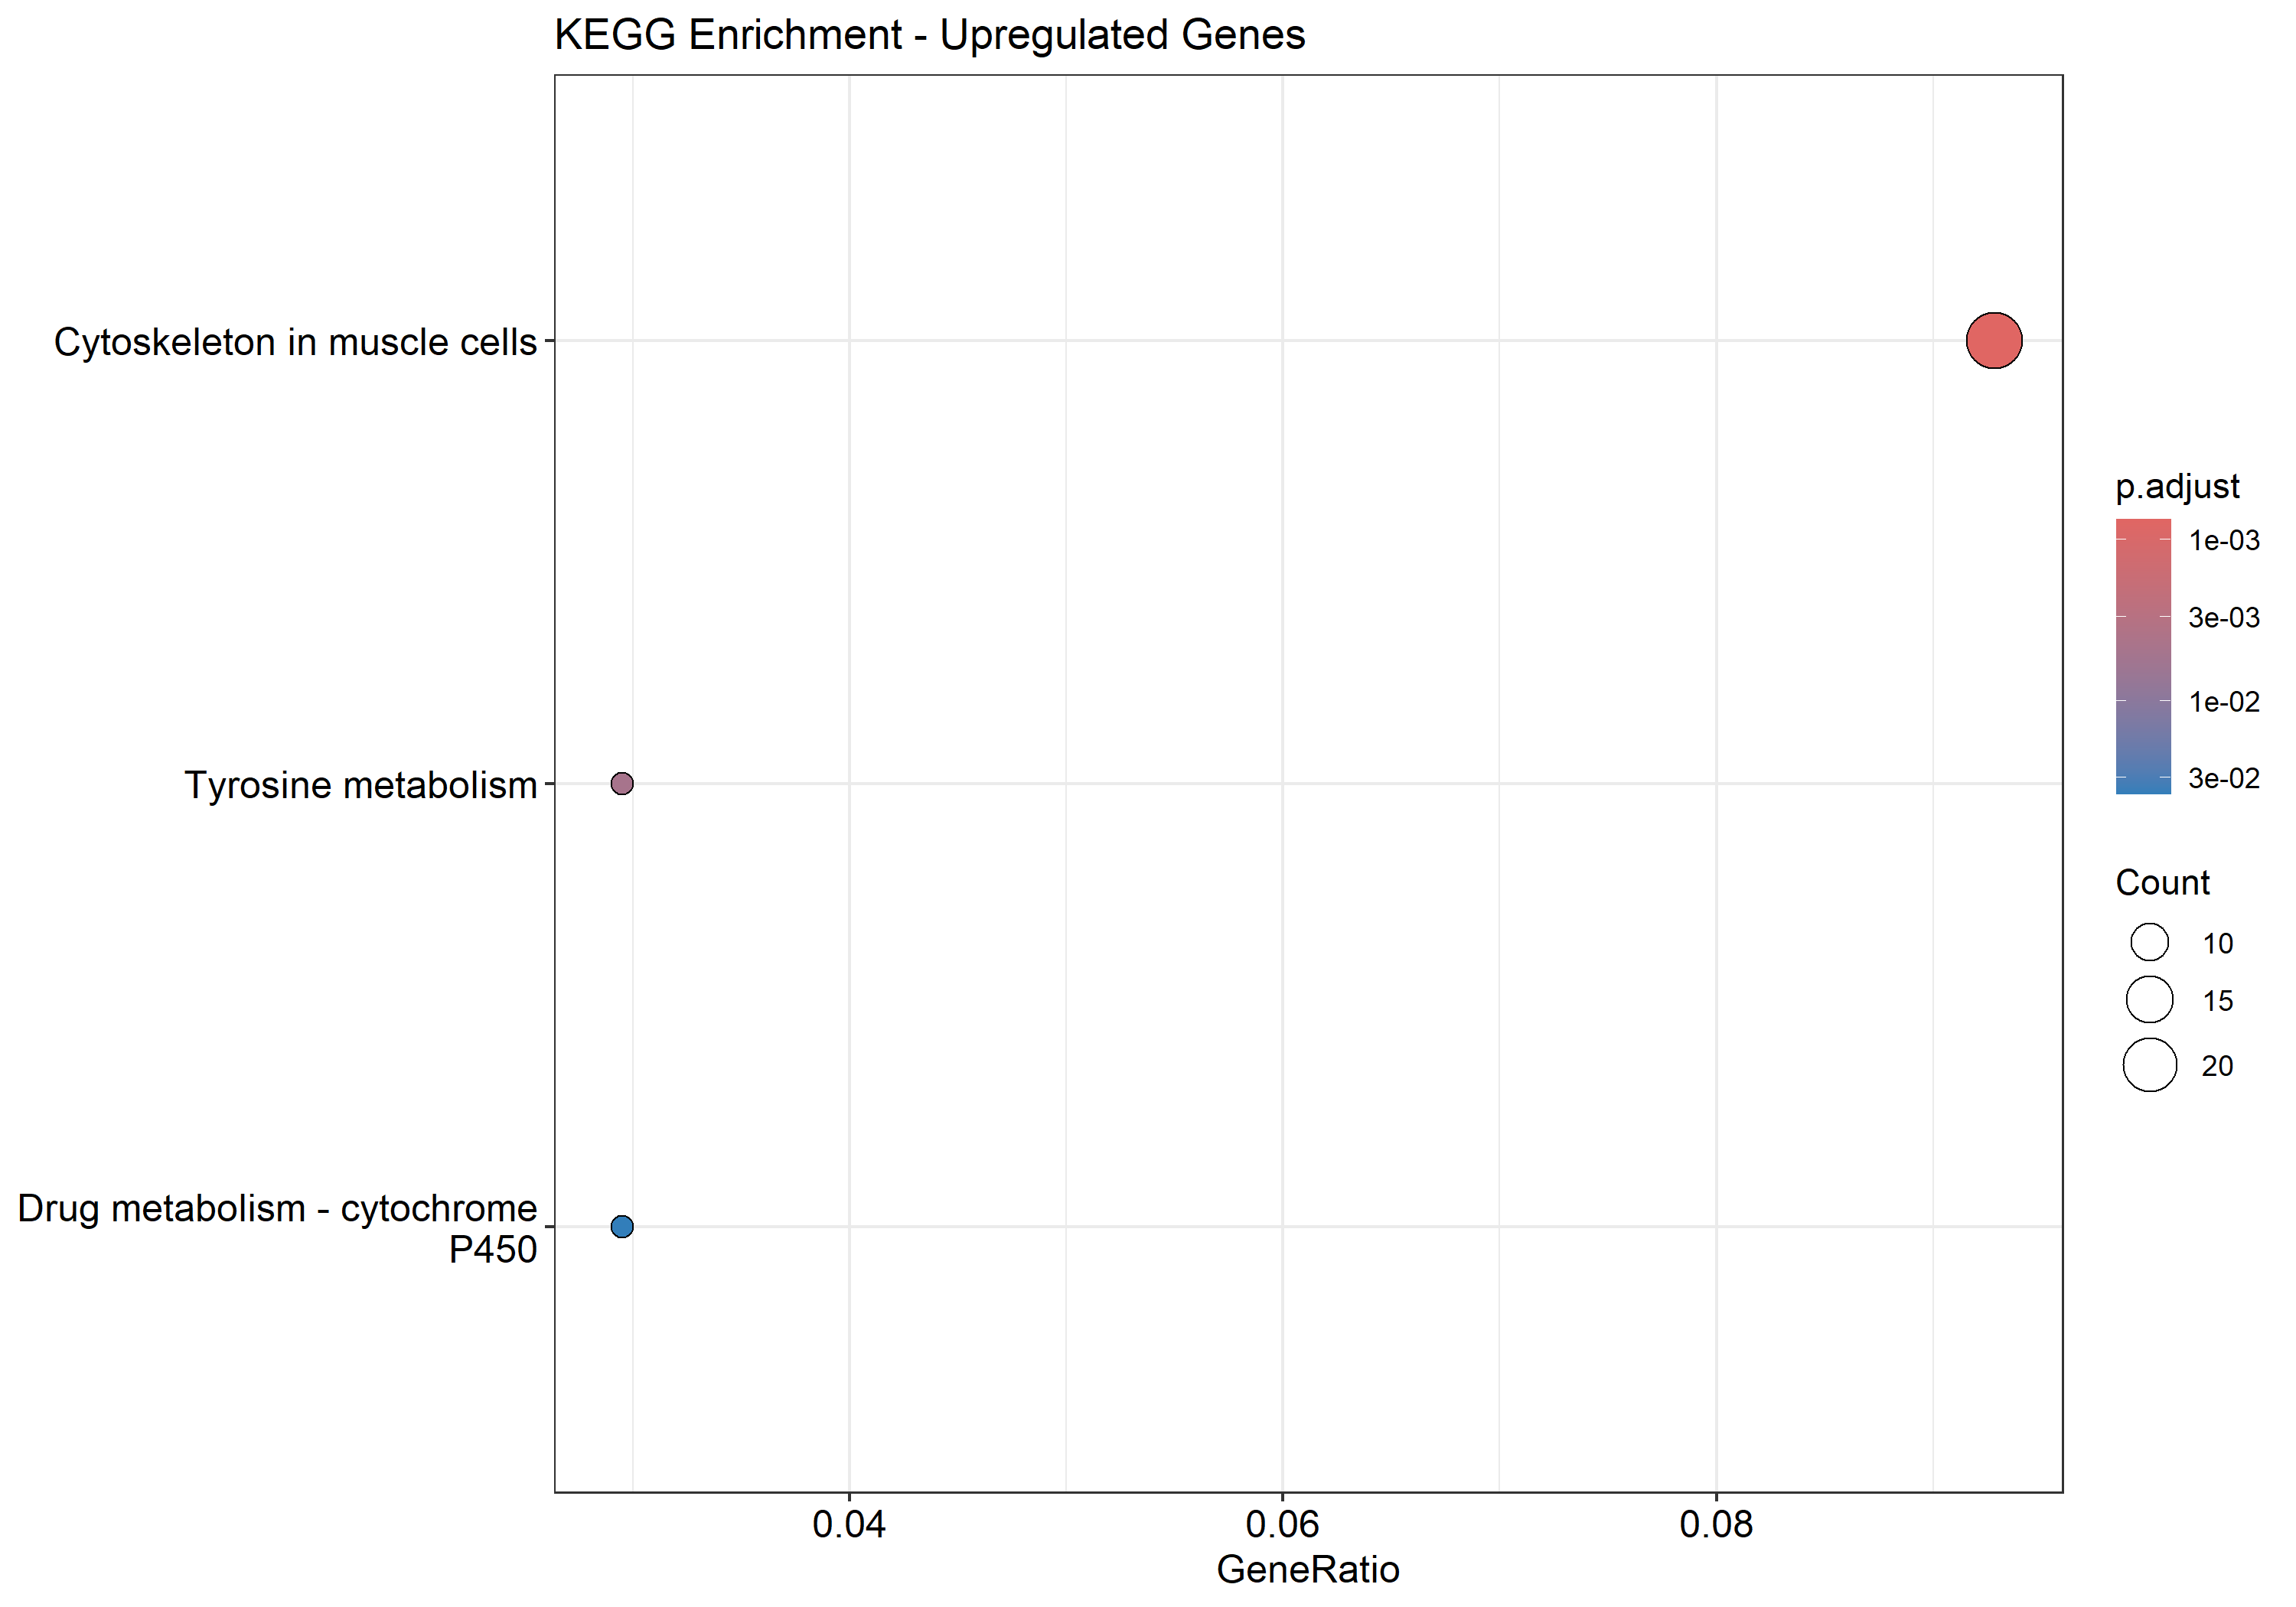 KEGG Enrichment - Upregulated Genes
Cytoskeleton in muscle cells
Tyrosine metabolism
Drug metabolism - cytochrome
P450
0.04
0.06
0.08
GeneRatio
p.adjust
1e-03
3e-03
1e-02
3e-02
Count
10
15
20